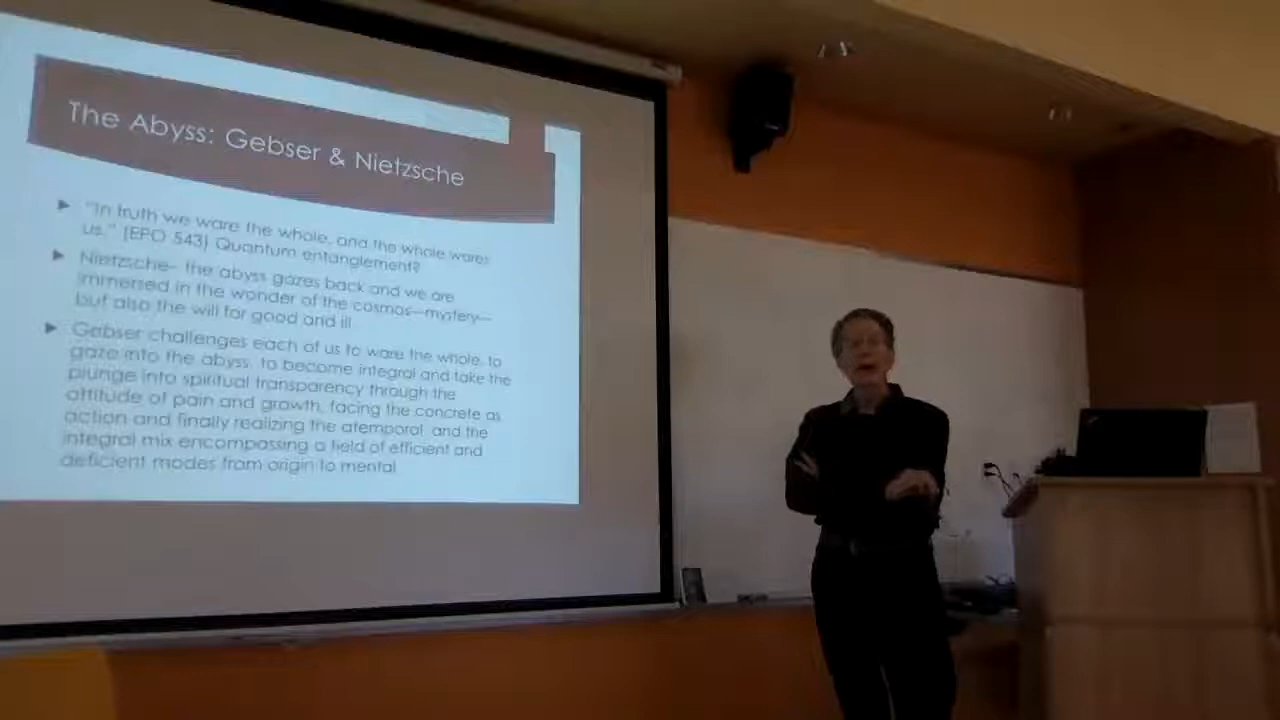 The Abyss: Gebser & Nietzsche
"In truth we ware the whole, and the whole wares
us." (EPO 543) Quantum entanglement?
Nietzsche- the abyss gazes back and we are
immersed in the wonder of the cosmos—mystery—
but also the will for good and ill
Gebser challenges each of us to ware the whole, to
gaze into the abyss, to become integral and take the
plunge into spiritual transparency through the
attitude of pain and growth, facing the concrete as
action and finally realizing the atemporal, and the
integral mix encompassing a field of efficient and
deficient modes from origin to mental